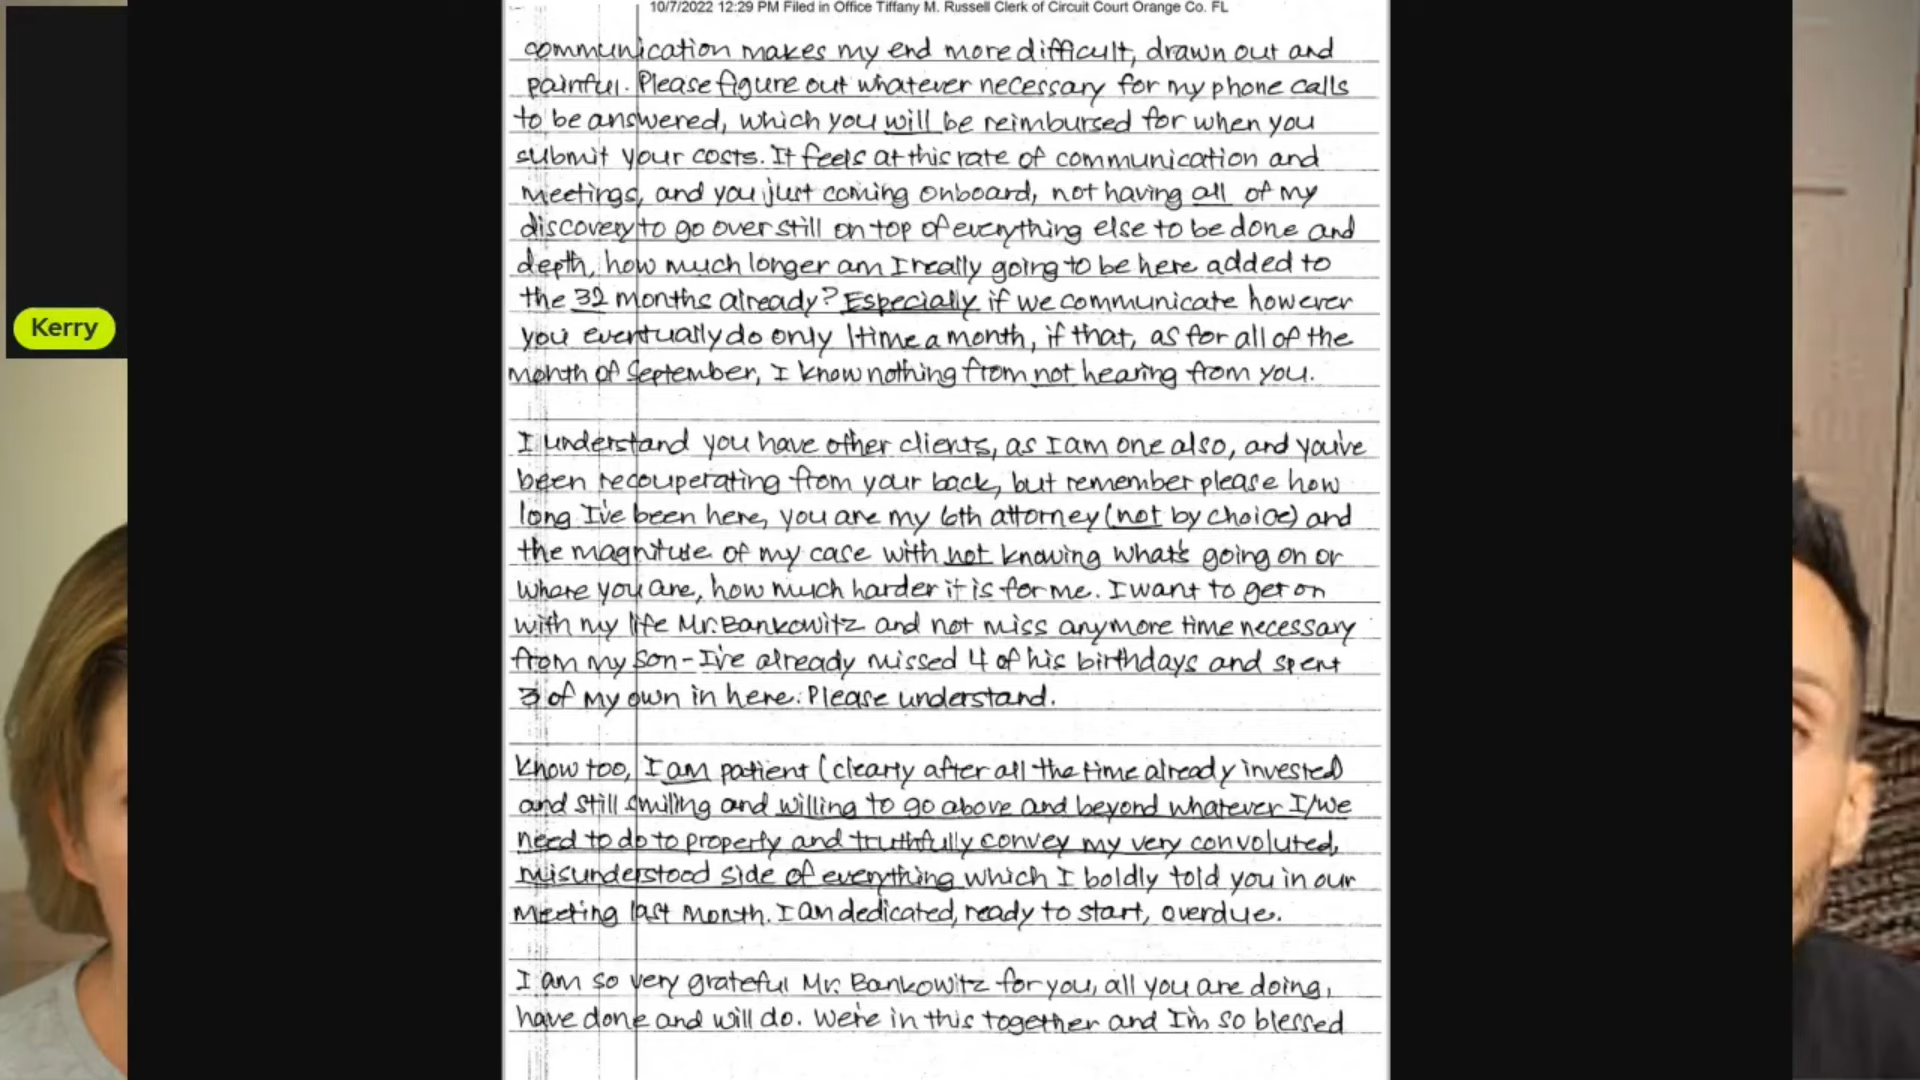 10/7/2022 12:29 PM Filed in Office Tiffany M. Russell Clerk of Circuit Court Orange Co. FL
communication makes my end more difficult, drawn out and
painful. Please figure out whatever necessary for my phone calls
to be answered, which you will be reimbursed for when you
submit your costs. It feels at this rate of communication and
meetings, and you just coming onboard, not having all of my
discovery to go over still on top of everything else to be done and
depth, how much longer am I really going to be here added to
the 32 months already? Especially if we communicate however
you eventually do only 1 time a month, if that, as for all of the
month of September, I know nothing from not hearing from you.
Kerry
I understand you have other clients, as I am one also, and you've
been recouperating from your back, but remember please how
long I've been here, you are my 6th attorney (not by choice) and
the magnitude of my case with not knowing what's going on or
where you are, how much harder it is for me. I want to get on
with my life Mr. Bankowitz and not miss anymore time necessary
from my son - I've already missed 4 of his birthdays and spent
3 of my own in here. Please understand.
Know too, I am patient (clearly after all the time already invested)
and still smiling and willing to go above and beyond whatever I/we
need to do to properly and truthfully convey my very convoluted,
misunderstood side of everything which I boldly told you in our
meeting last month. I am dedicated, ready to start, overdue.
I am so very grateful Mr. Bankowitz for you, all you are doing,
have done and will do. We're in this together and I'm so blessed